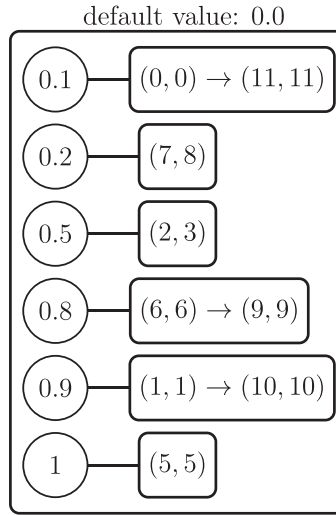 default value: 0.0
0.1 (0, 0) → (11, 11)
0.2 (7, 8)
0.5 (2, 3)
0.8 (6, 6) → (9, 9)
0.9 (1, 1) → (10, 10)
1 (5, 5)